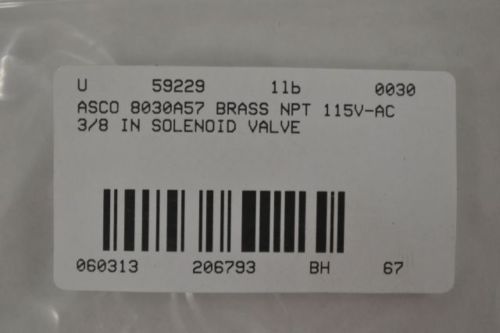 U 59229 1lb 0030
ASCO 8030A57 BRASS NPT 115V-AC
3/8 IN SOLENOID VALVE
060313 206793 BH 67